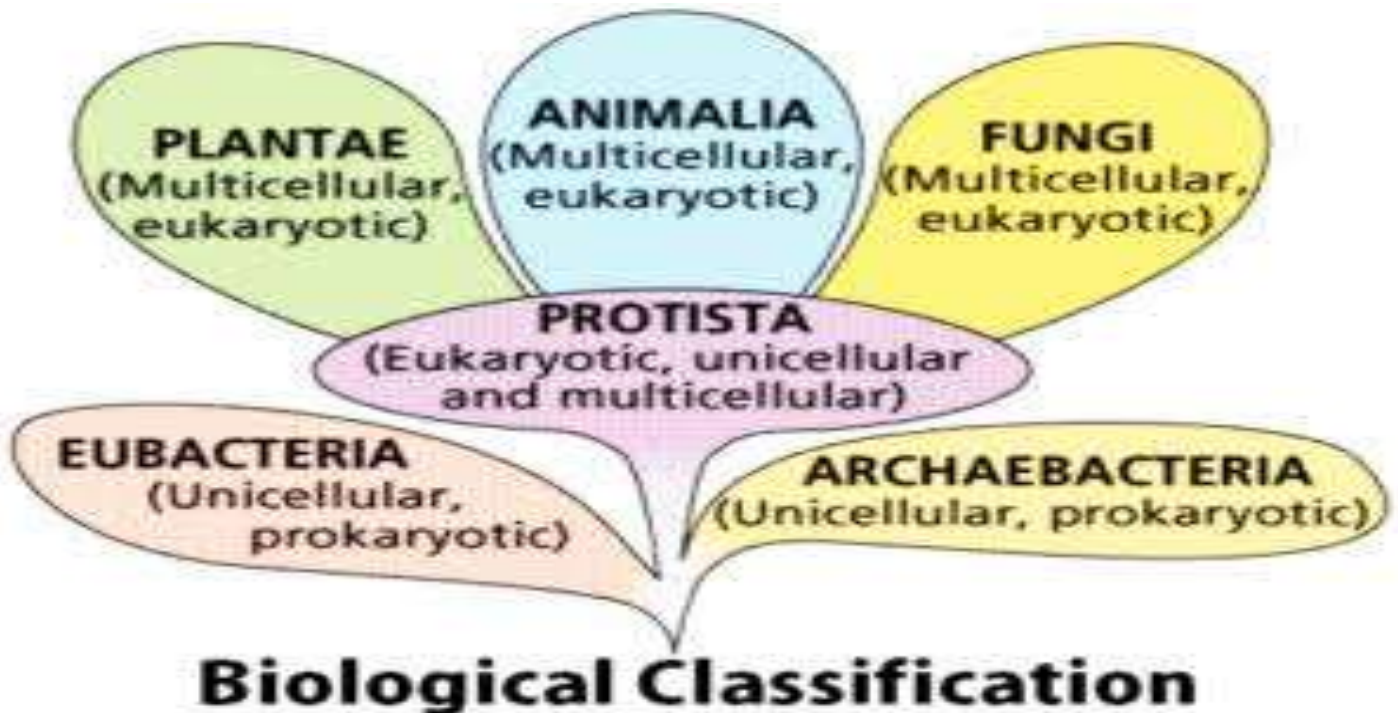 PLANTAE
(Multicellular,
eukaryotic)
ANIMALIA
(Multicellular,
eukaryotic)
FUNGI
(Multicellular,
eukaryotic)
PROTISTA
(Eukaryotic, unicellular
and multicellular)
EUBACTERIA
(Unicellular,
prokaryotic)
ARCHAEBACTERIA
(Unicellular, prokaryotic)
Biological Classification